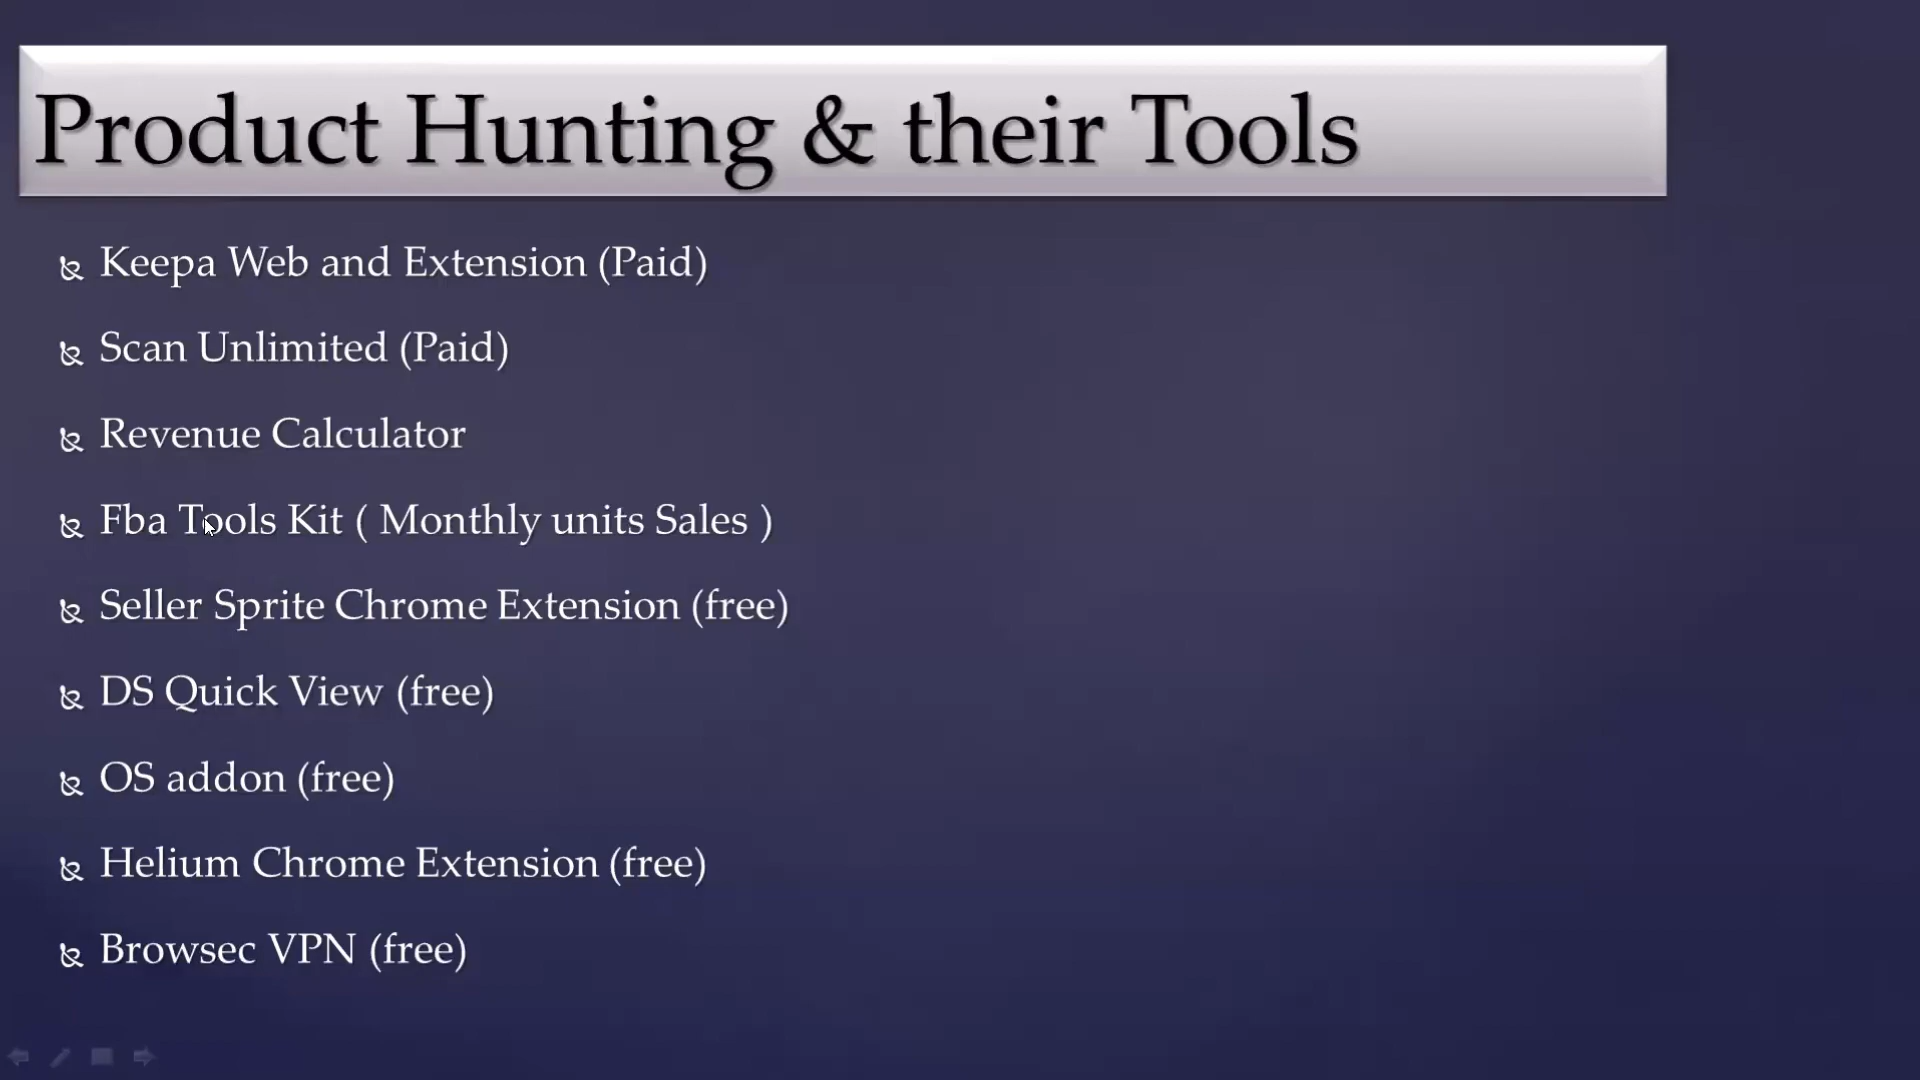 Product Hunting & their Tools
Keepa Web and Extension (Paid)
Scan Unlimited (Paid)
Revenue Calculator
Fba Tools Kit ( Monthly units Sales )
Seller Sprite Chrome Extension (free)
DS Quick View (free)
OS addon (free)
Helium Chrome Extension (free)
Browsec VPN (free)